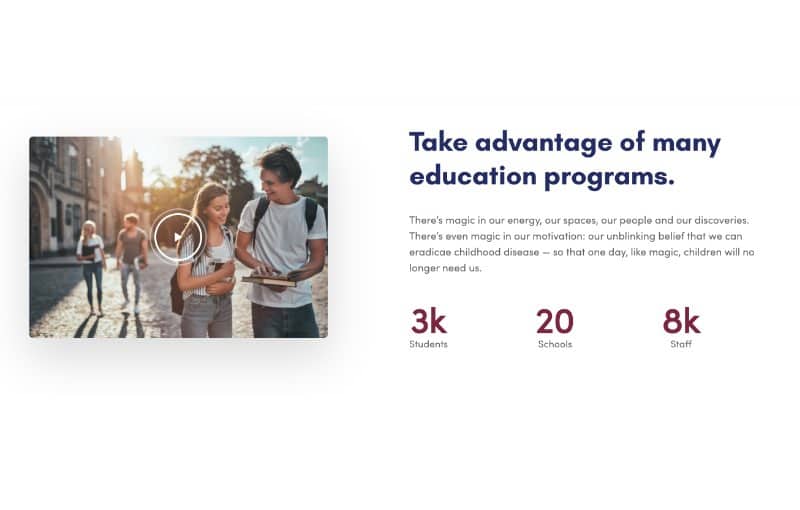 Take advantage of many
education programs.
There's magic in our energy, our spaces, our people and our discoveries.
There's even magic in our motivation: our unblinking belief that we can
eradicae childhood disease — so that one day, like magic, children will no
longer need us.
3k
20
8k
Students
Schools
Staff